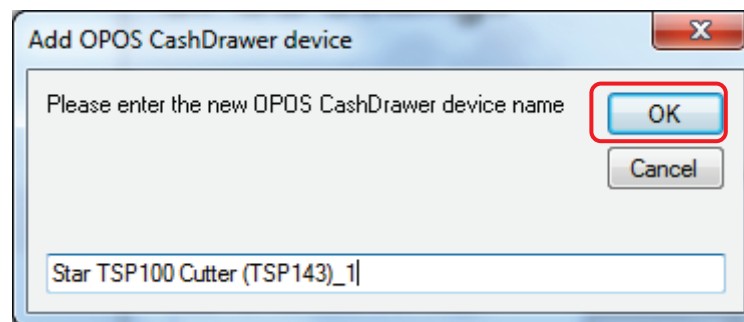 Add OPOS CashDrawer device
Please enter the new OPOS CashDrawer device name
OK
Cancel
Star TSP100 Cutter (TSP143)_1